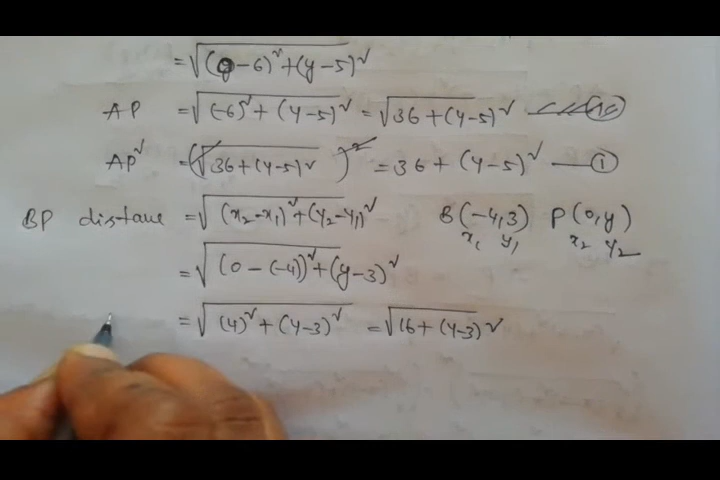 = √(0-6)² + (y-5)²
AP = √(-6)² + (y-5)² = √36 + (y-5)²
AP² = (√36 + (y-5)²)² = 36 + (y-5)² — ①
BP distance = √(x₂-x₁)² + (y₂-y₁)² B(-4,3) P(0,y)
x₁ y₁ x₂ y₂
= √(0-(-4))² + (y-3)²
= √(4)² + (y-3)² = √16 + (y-3)²